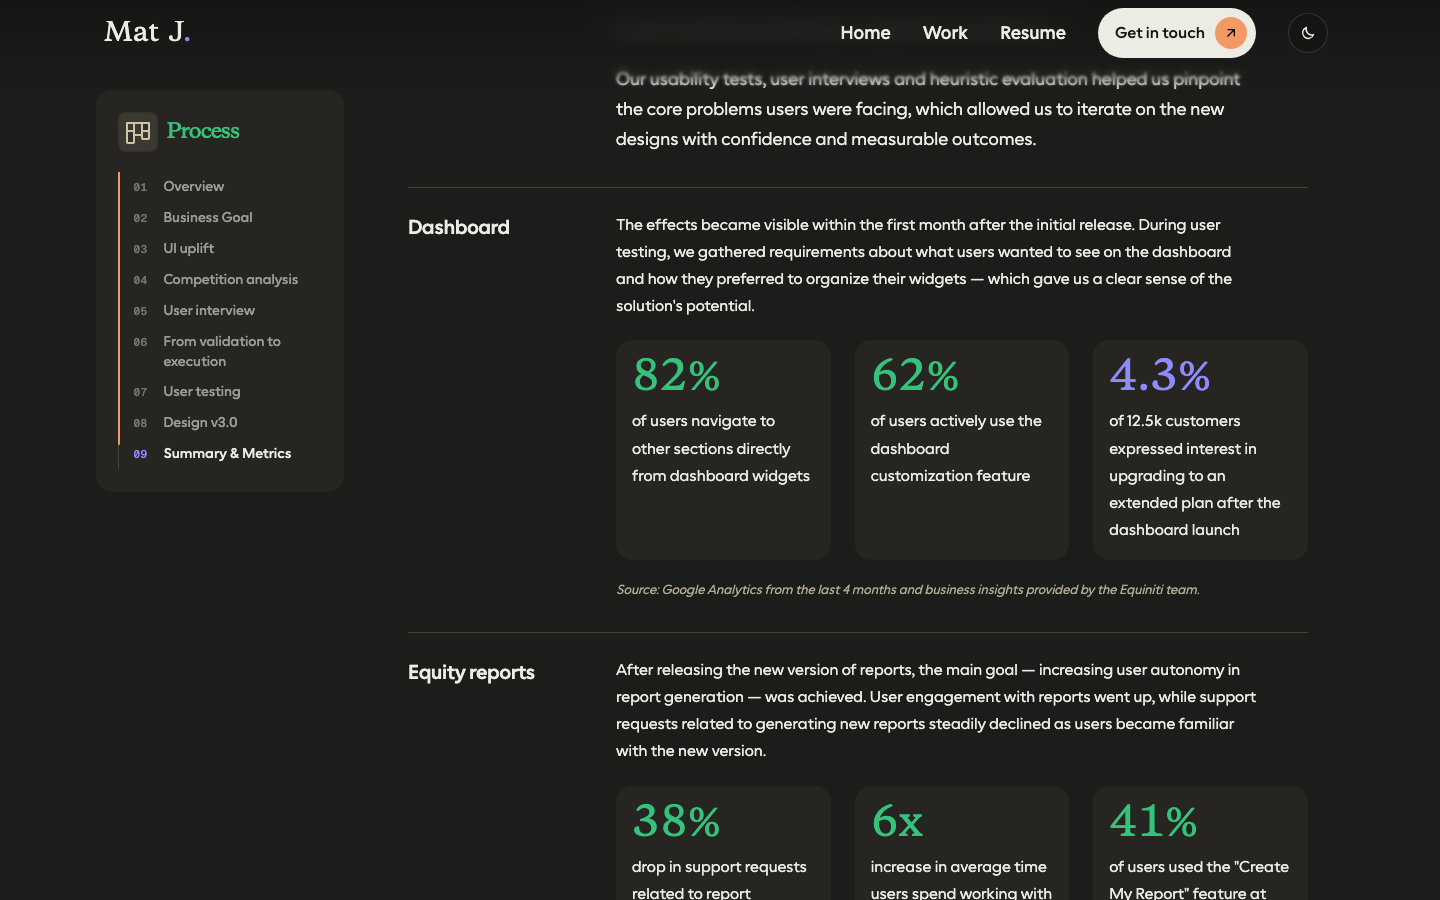 Mat J.
Home
Work
Resume
Get in touch
Process
01 Overview
02 Business Goal
03 UI uplift
04 Competition analysis
05 User interview
06 From validation to
execution
07 User testing
08 Design v3.0
09 Summary & Metrics
Our usability tests, user interviews and heuristic evaluation helped us pinpoint
the core problems users were facing, which allowed us to iterate on the new
designs with confidence and measurable outcomes.
Dashboard
The effects became visible within the first month after the initial release. During user
testing, we gathered requirements about what users wanted to see on the dashboard
and how they preferred to organize their widgets — which gave us a clear sense of the
solution's potential.
82%
of users navigate to
other sections directly
from dashboard widgets
62%
of users actively use the
dashboard
customization feature
4.3%
of 12.5k customers
expressed interest in
upgrading to an
extended plan after the
dashboard launch
Source: Google Analytics from the last 4 months and business insights provided by the Equiniti team.
Equity reports
After releasing the new version of reports, the main goal — increasing user autonomy in
report generation — was achieved. User engagement with reports went up, while support
requests related to generating new reports steadily declined as users became familiar
with the new version.
38%
drop in support requests
related to report
6x
increase in average time
users spend working with
41%
of users used the "Create
My Report" feature at